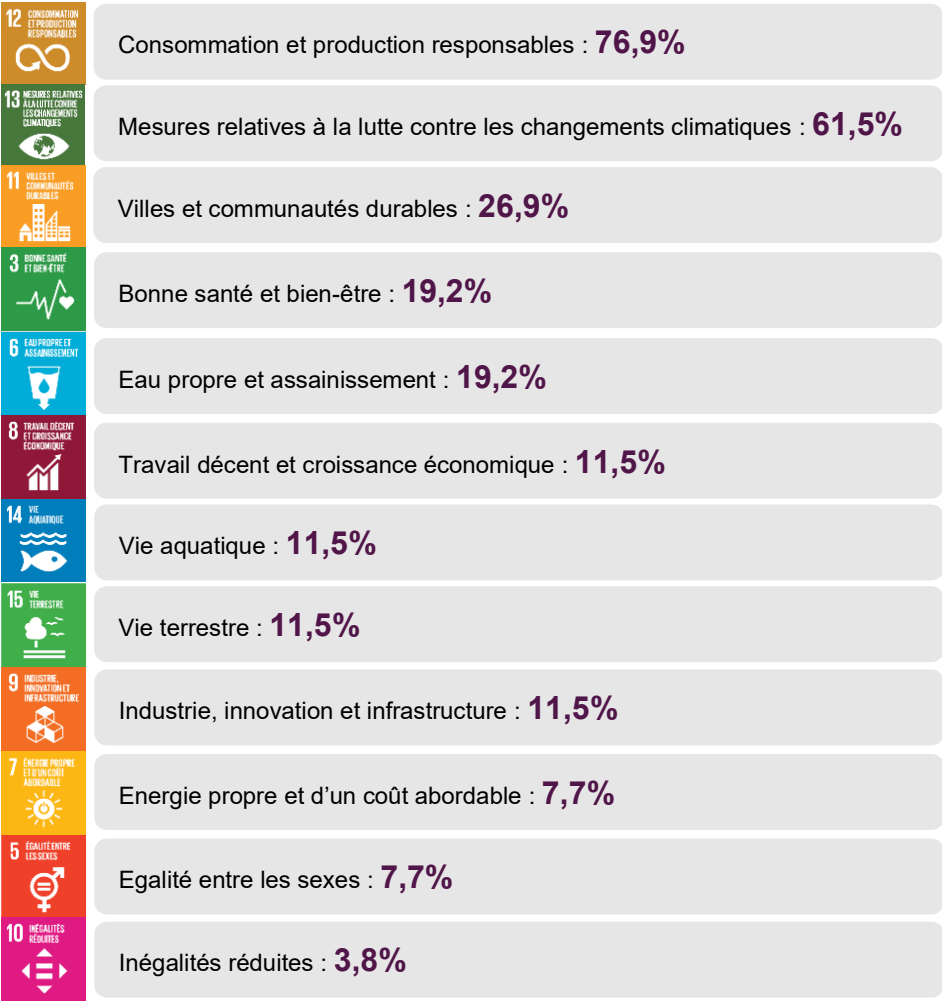 12 CONSOMMATION
ET PRODUCTION
RESPONSABLES
Consommation et production responsables : 76,9%
13 MESURES RELATIVES
À LA LUTTE CONTRE
LES CHANGEMENTS
CLIMATIQUES
Mesures relatives à la lutte contre les changements climatiques : 61,5%
11 VILLES ET
COMMUNAUTÉS
DURABLES
Villes et communautés durables : 26,9%
3 BONNE SANTÉ
ET BIEN-ÊTRE
Bonne santé et bien-être : 19,2%
6 EAU PROPRE ET
ASSAINISSEMENT
Eau propre et assainissement : 19,2%
8 TRAVAIL DÉCENT
ET CROISSANCE
ÉCONOMIQUE
Travail décent et croissance économique : 11,5%
14 VIE
AQUATIQUE
Vie aquatique : 11,5%
15 VIE
TERRESTRE
Vie terrestre : 11,5%
9 INDUSTRIE,
INNOVATION ET
INFRASTRUCTURE
Industrie, innovation et infrastructure : 11,5%
7 ÉNERGIE PROPRE
ET D'UN COÛT
ABORDABLE
Energie propre et d’un coût abordable : 7,7%
5 ÉGALITÉ ENTRE
LES SEXES
Egalité entre les sexes : 7,7%
10 INÉGALITÉS
RÉDUITES
Inégalités réduites : 3,8%